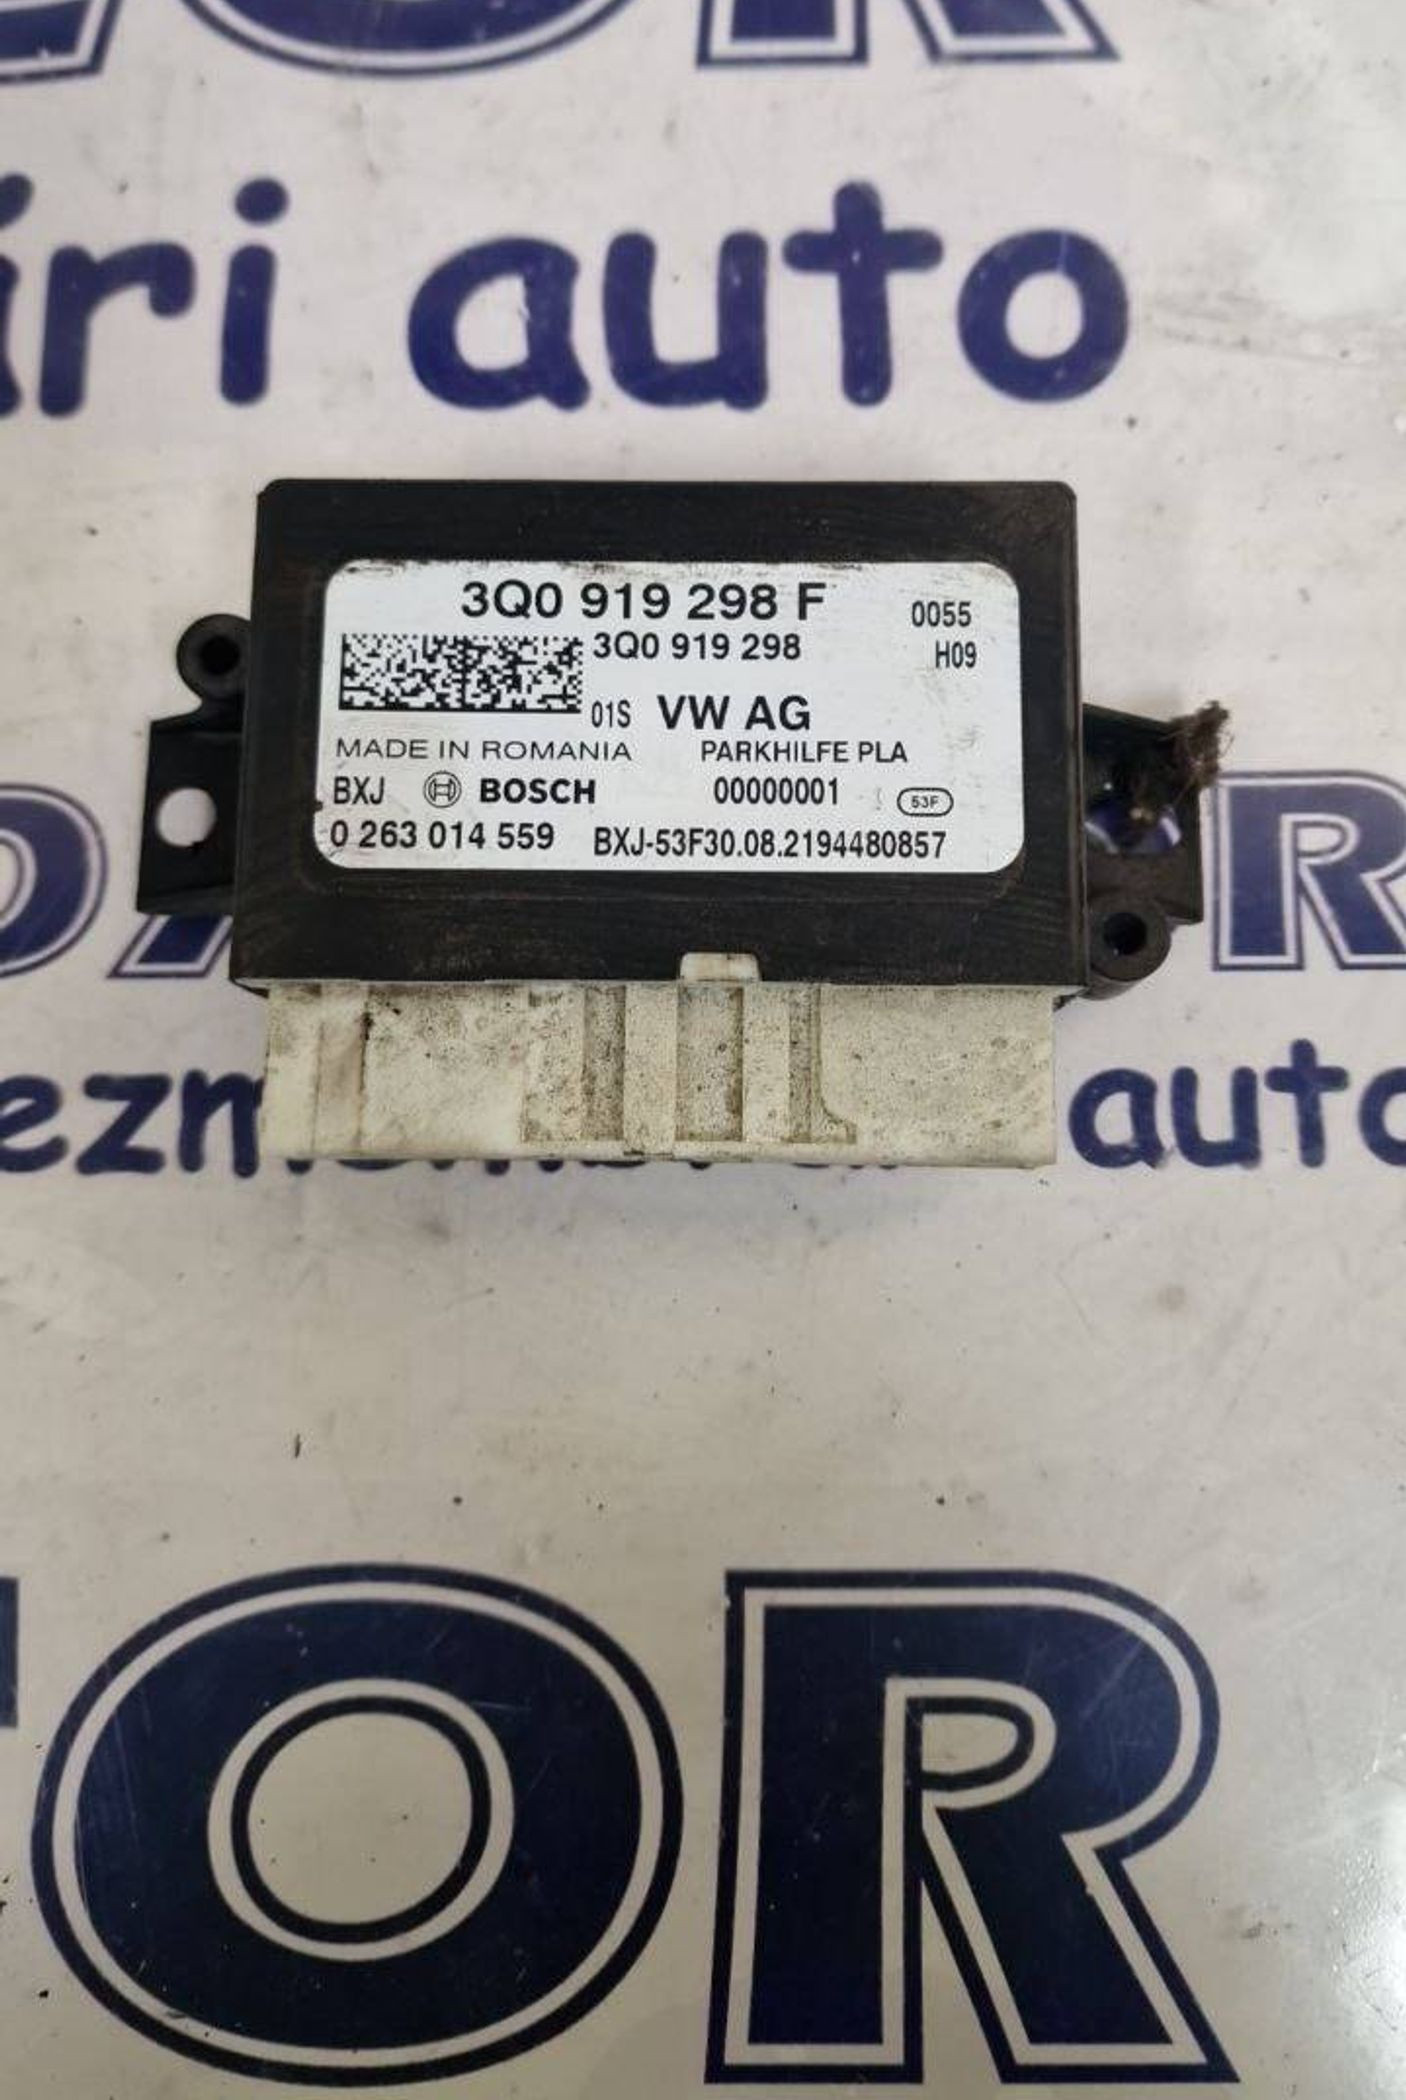 ări auto
3Q0 919 298 F
0055
3Q0 919 298
H09
01S VW AG
MADE IN ROMANIA PARKHILFE PLA
BXJ BOSCH 00000001 53F
0 263 014 559 BXJ-53F30.08.2194480857
auto
OR